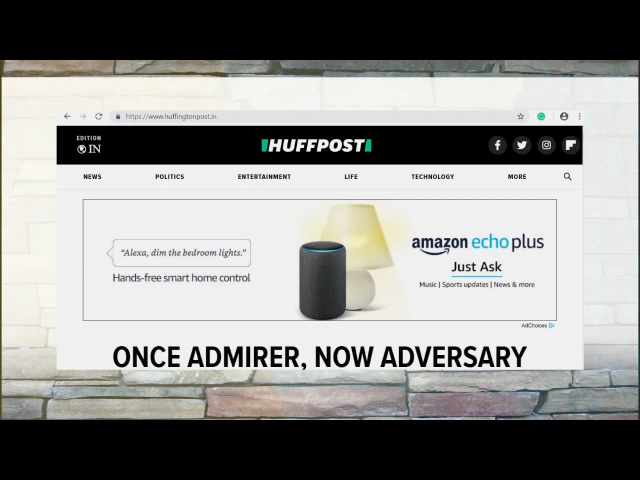 https://www.huffingtonpost.in
EDITION
IN
HUFFPOST
NEWS POLITICS ENTERTAINMENT LIFE TECHNOLOGY MORE
"Alexa, dim the bedroom lights."
Hands-free smart home control
amazon echo plus
Just Ask
Music | Sports updates | News & more
AdChoices
ONCE ADMIRER, NOW ADVERSARY